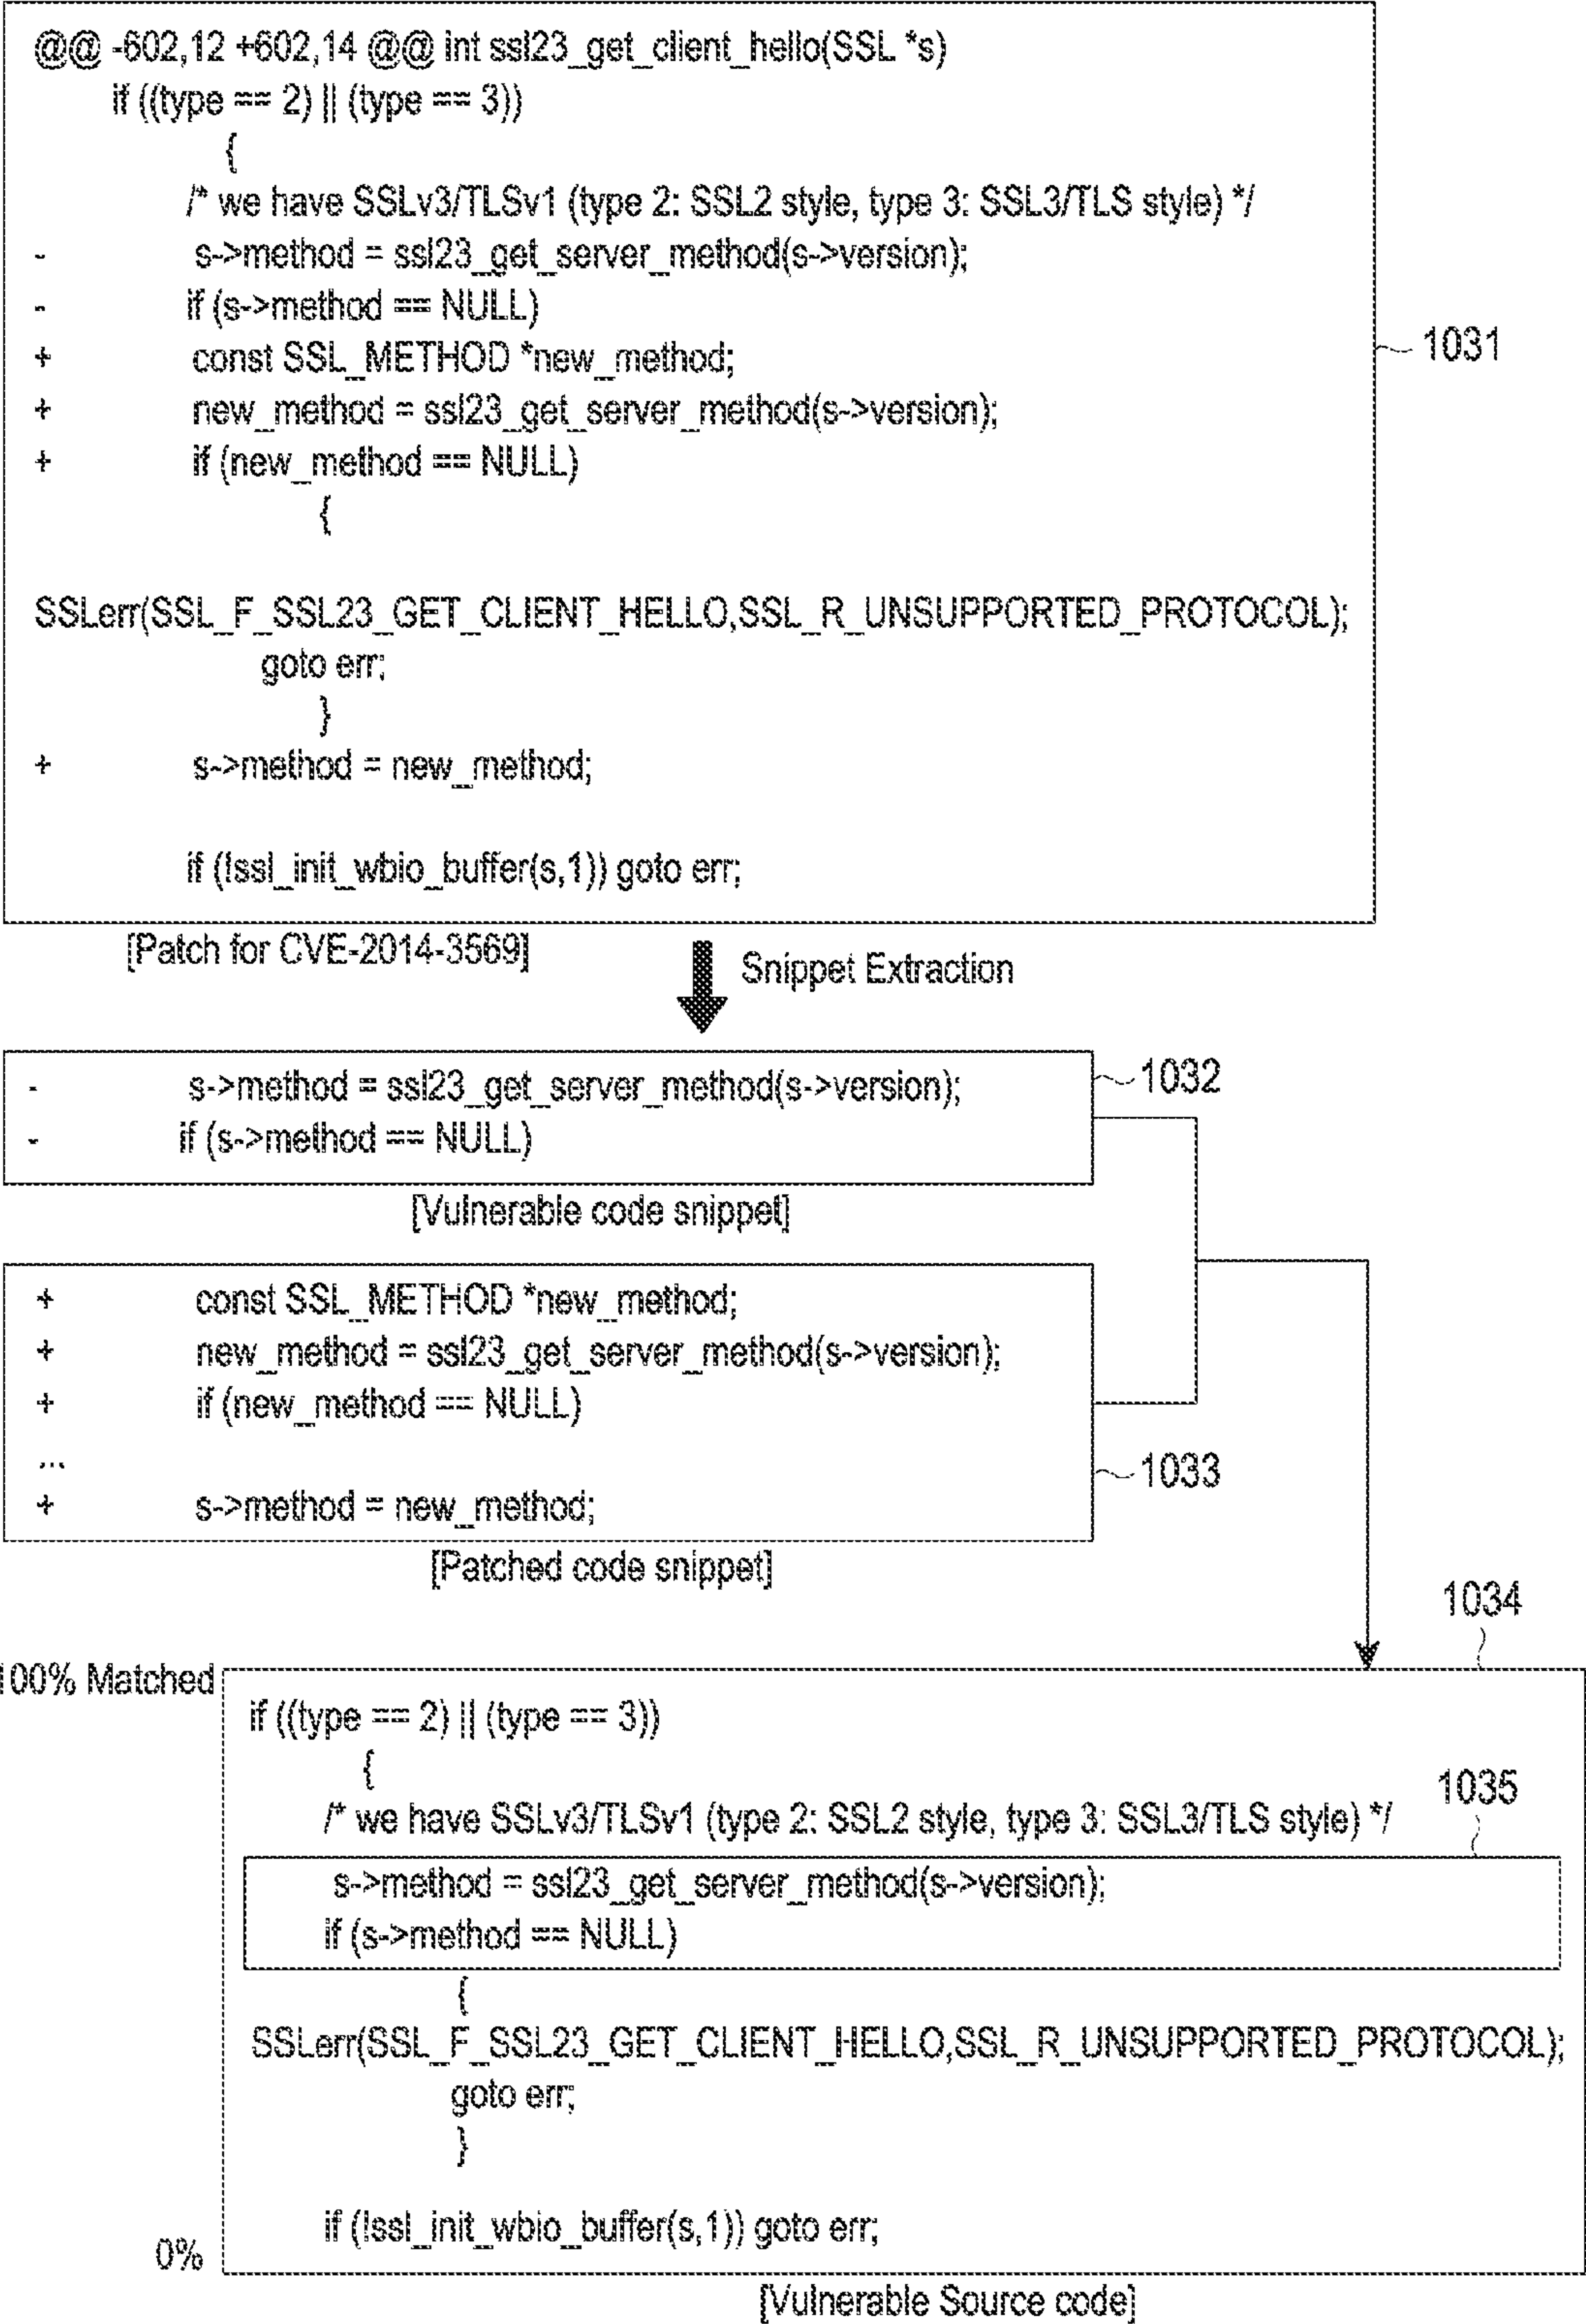 @@ -602,12 +602,14 @@ int ssl23_get_client_hello(SSL *s)
if ((type == 2) || (type == 3))
{
/* we have SSLv3/TLSv1 (type 2: SSL2 style, type 3: SSL3/TLS style) */
- s->method = ssl23_get_server_method(s->version);
- if (s->method == NULL)
+ const SSL_METHOD *new_method;
1031
+ new_method = ssl23_get_server_method(s->version);
+ if (new_method == NULL)
{
SSLerr(SSL_F_SSL23_GET_CLIENT_HELLO,SSL_R_UNSUPPORTED_PROTOCOL);
goto err;
}
+ s->method = new_method;
if (!ssl_init_wbio_buffer(s,1)) goto err;
[Patch for CVE-2014-3569]
Snippet Extraction
- s->method = ssl23_get_server_method(s->version);
1032
- if (s->method == NULL)
[Vulnerable code snippet]
+ const SSL_METHOD *new_method;
+ new_method = ssl23_get_server_method(s->version);
+ if (new_method == NULL)
...
1033
+ s->method = new_method;
[Patched code snippet]
1034
100% Matched
if ((type == 2) || (type == 3))
{
1035
/* we have SSLv3/TLSv1 (type 2: SSL2 style, type 3: SSL3/TLS style) */
s->method = ssl23_get_server_method(s->version);
if (s->method == NULL)
{
SSLerr(SSL_F_SSL23_GET_CLIENT_HELLO,SSL_R_UNSUPPORTED_PROTOCOL);
goto err;
}
if (!ssl_init_wbio_buffer(s,1)) goto err;
0%
[Vulnerable Source code]